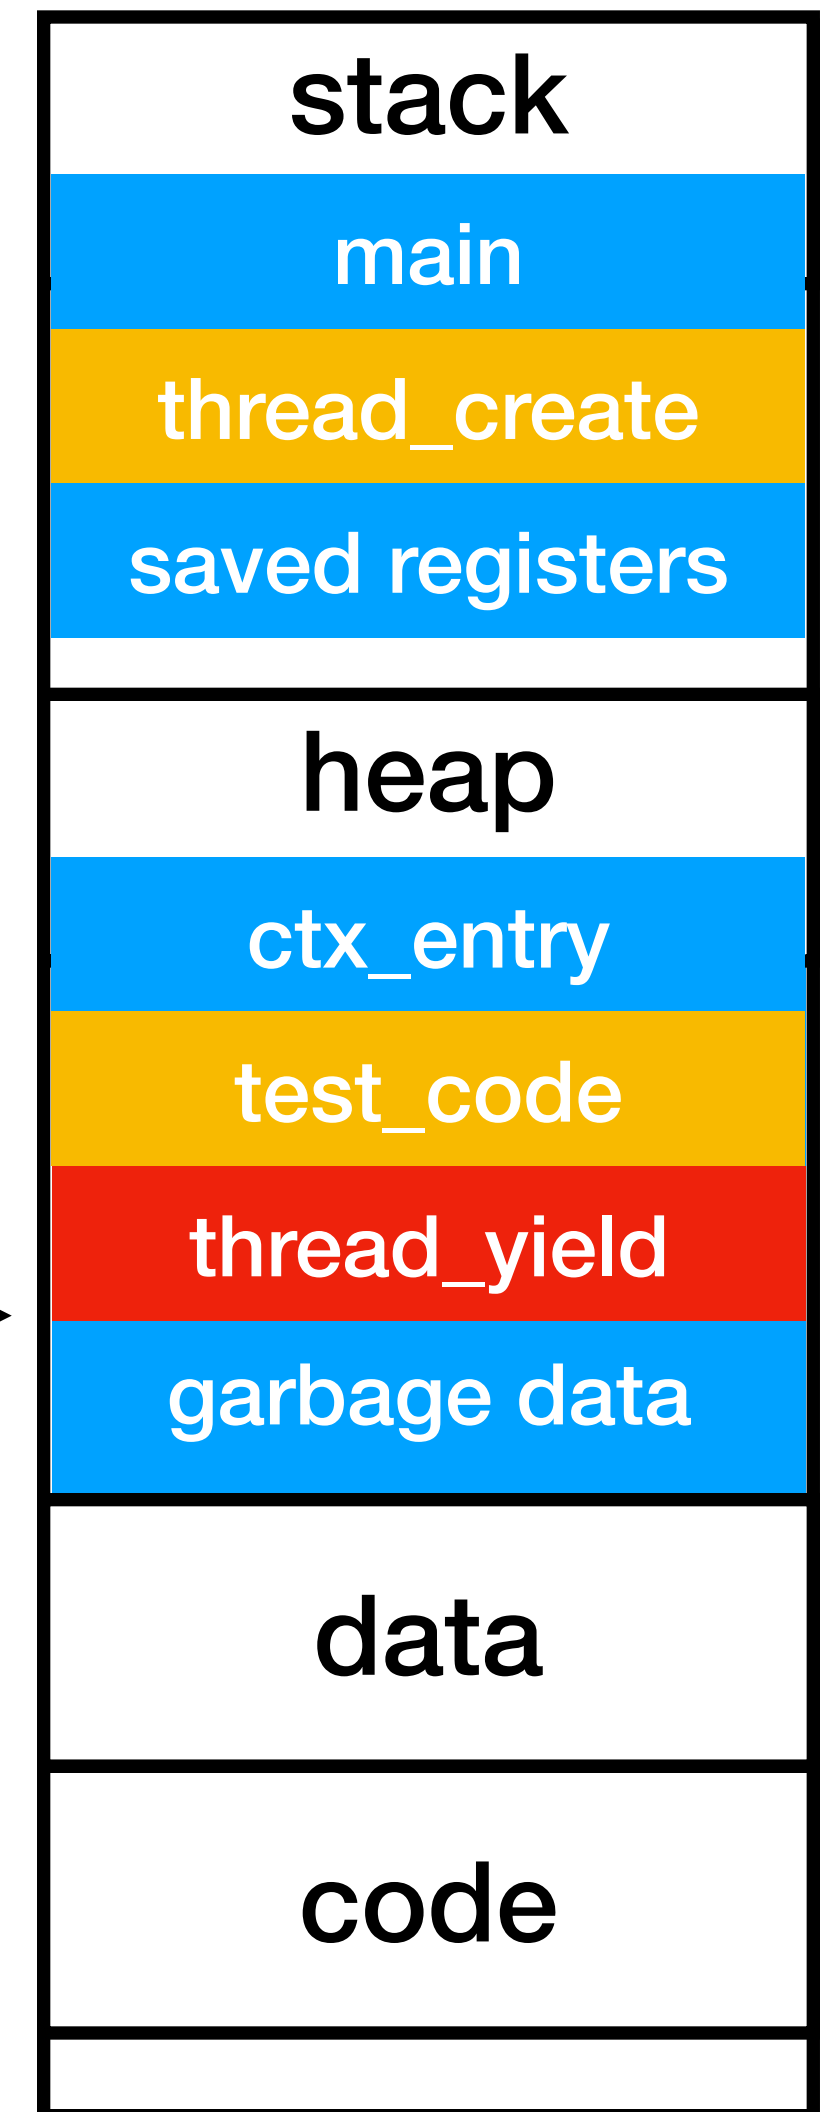 stack
main
thread_create
saved registers
heap
ctx_entry
test_code
thread_yield
garbage data
data
code